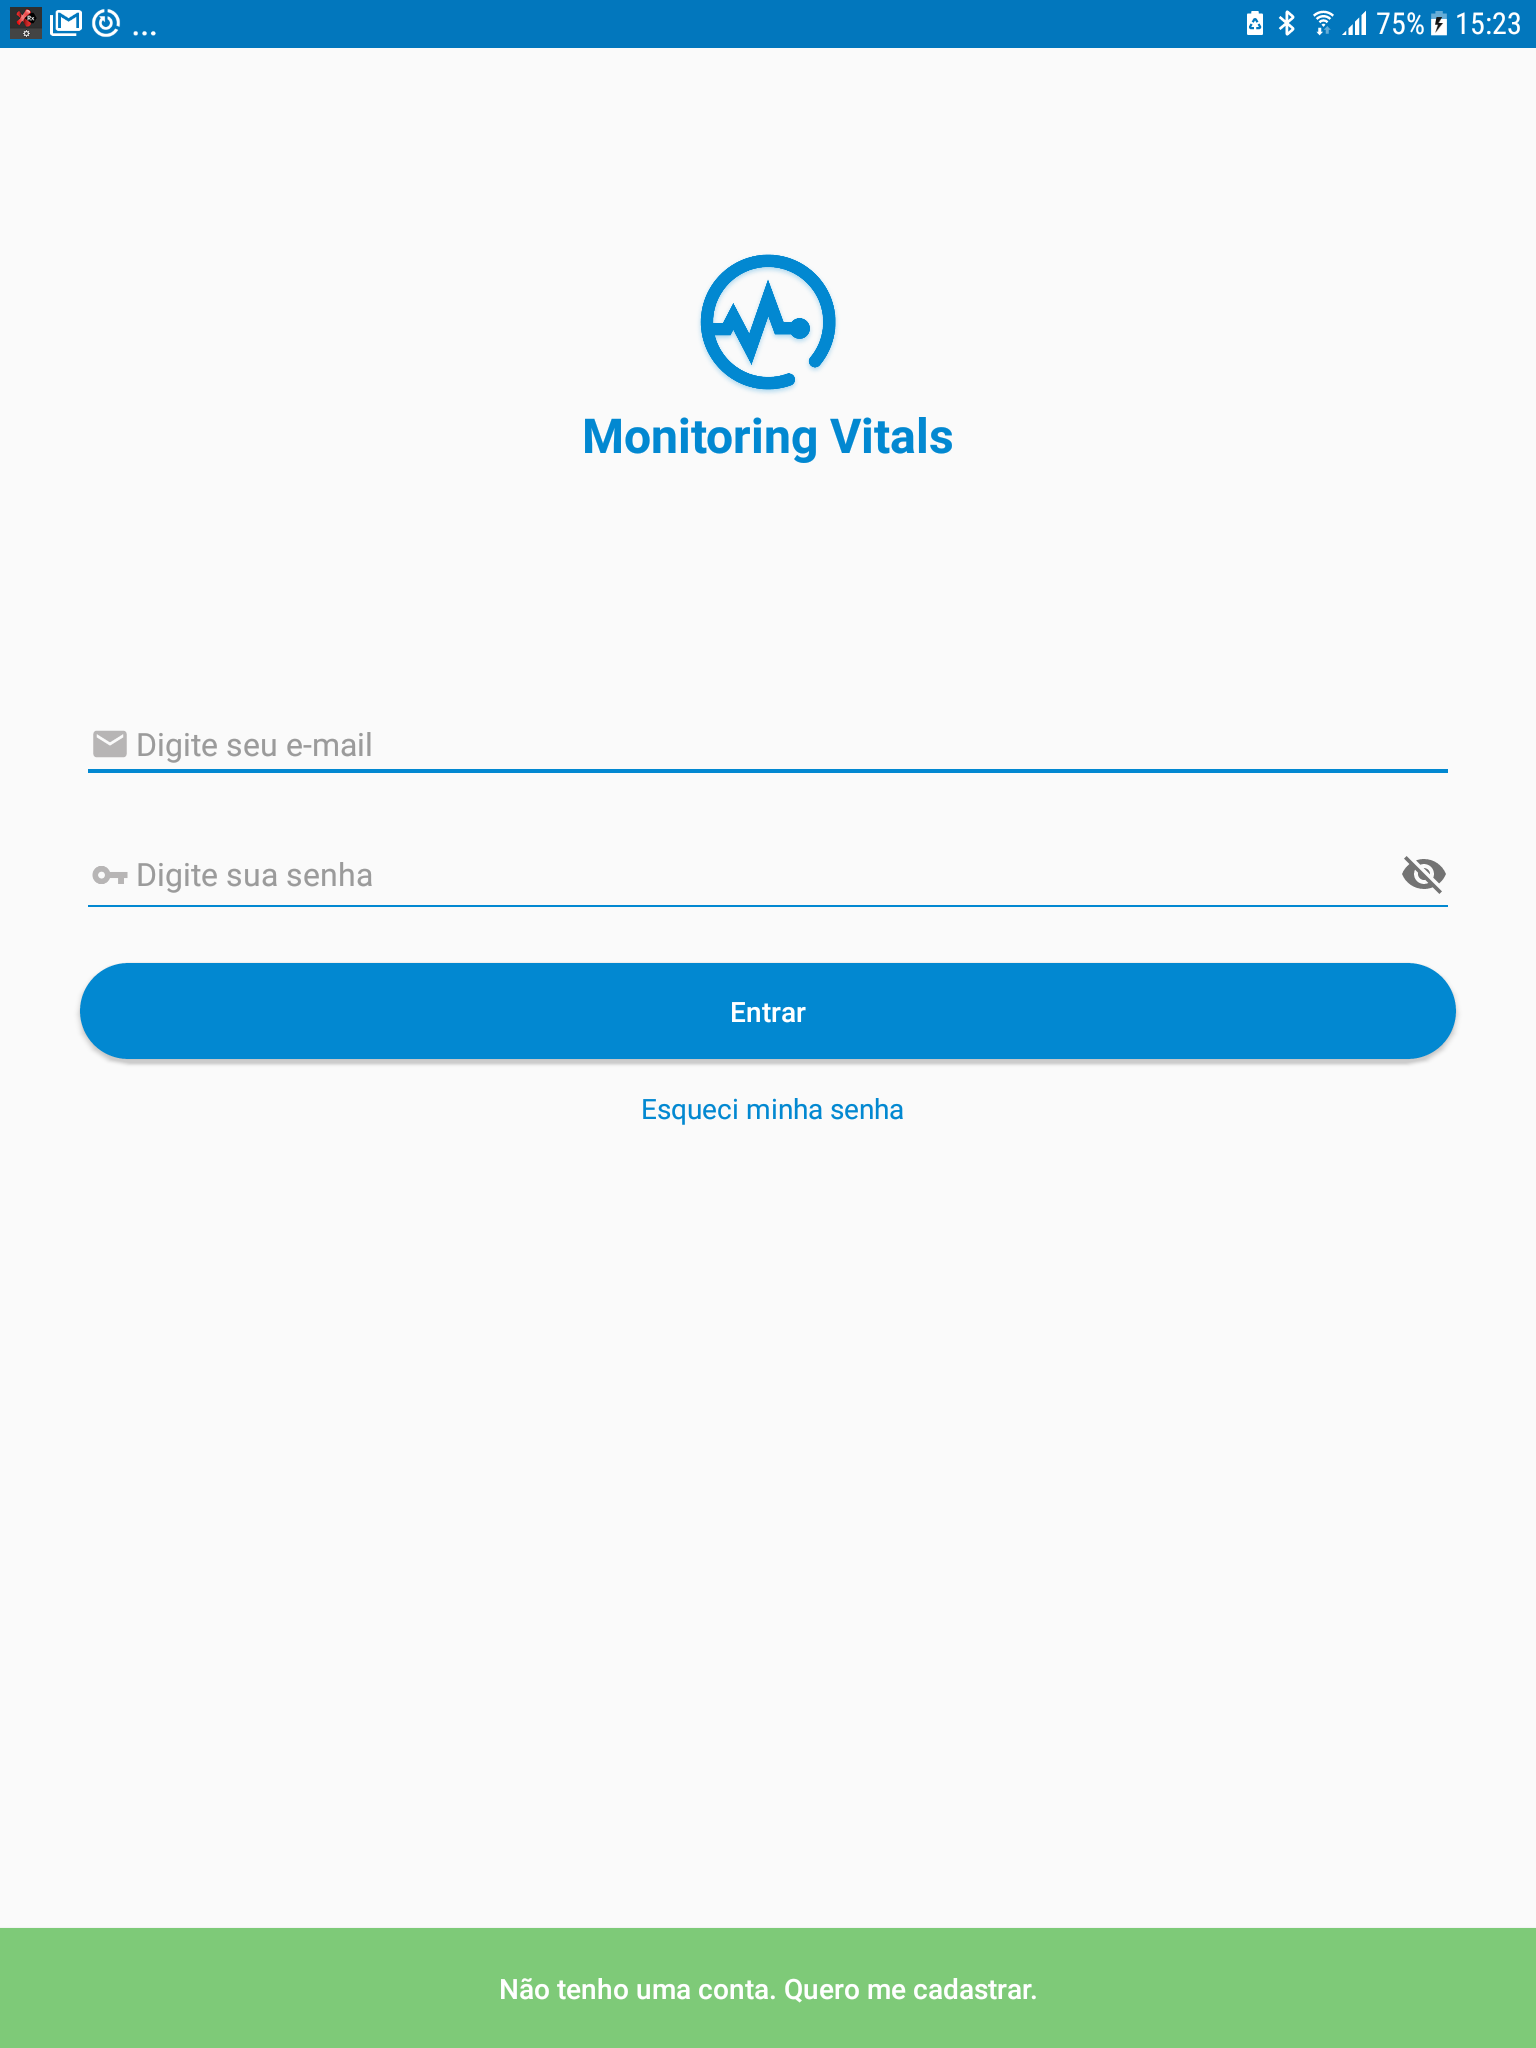 ... 75% 15:23
Monitoring Vitals
Digite seu e-mail
Digite sua senha
Entrar
Esqueci minha senha
Não tenho uma conta. Quero me cadastrar.